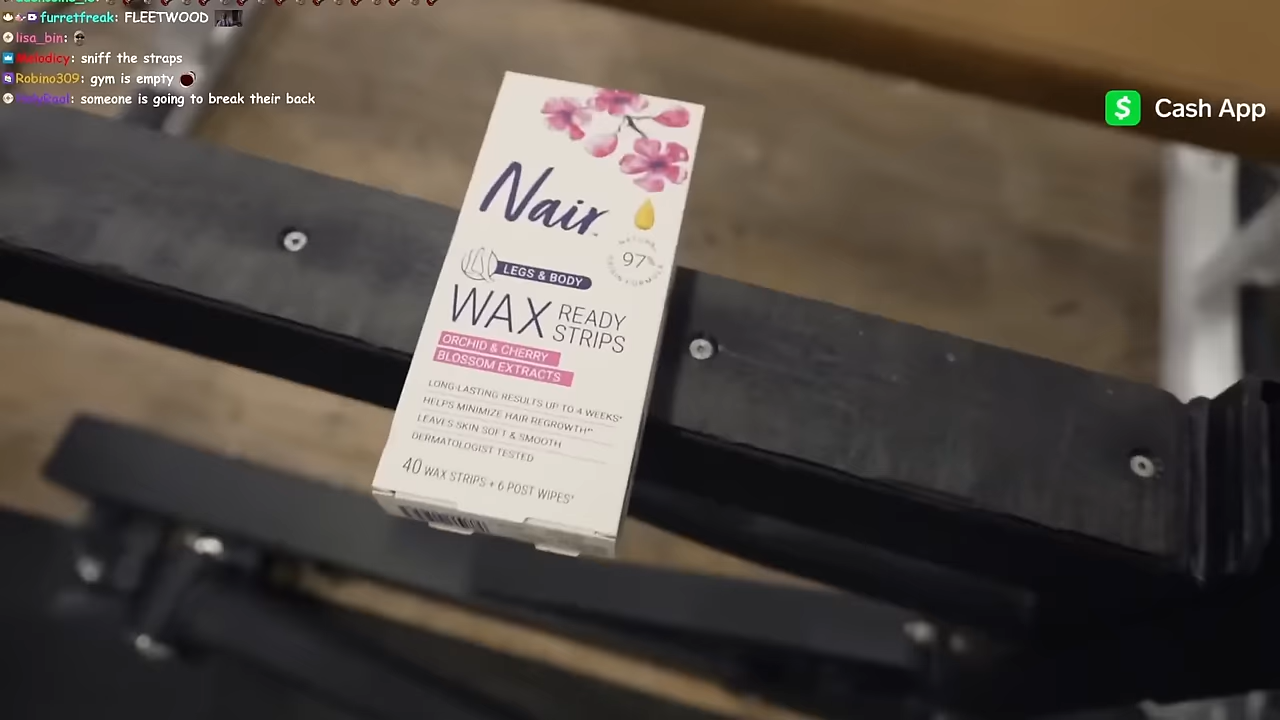 furretfreak: FLEETWOOD
lisa_bin:
Melodicy: sniff the straps
Robino309: gym is empty
someone is going to break their back
Cash App
Nair
97%
LEGS & BODY
WAX READY STRIPS
ORCHID & CHERRY
BLOSSOM EXTRACTS
LONG-LASTING RESULTS UP TO 4 WEEKS*
HELPS MINIMIZE HAIR REGROWTH**
LEAVES SKIN SOFT & SMOOTH
DERMATOLOGIST TESTED
40 WAX STRIPS + 6 POST WIPES†